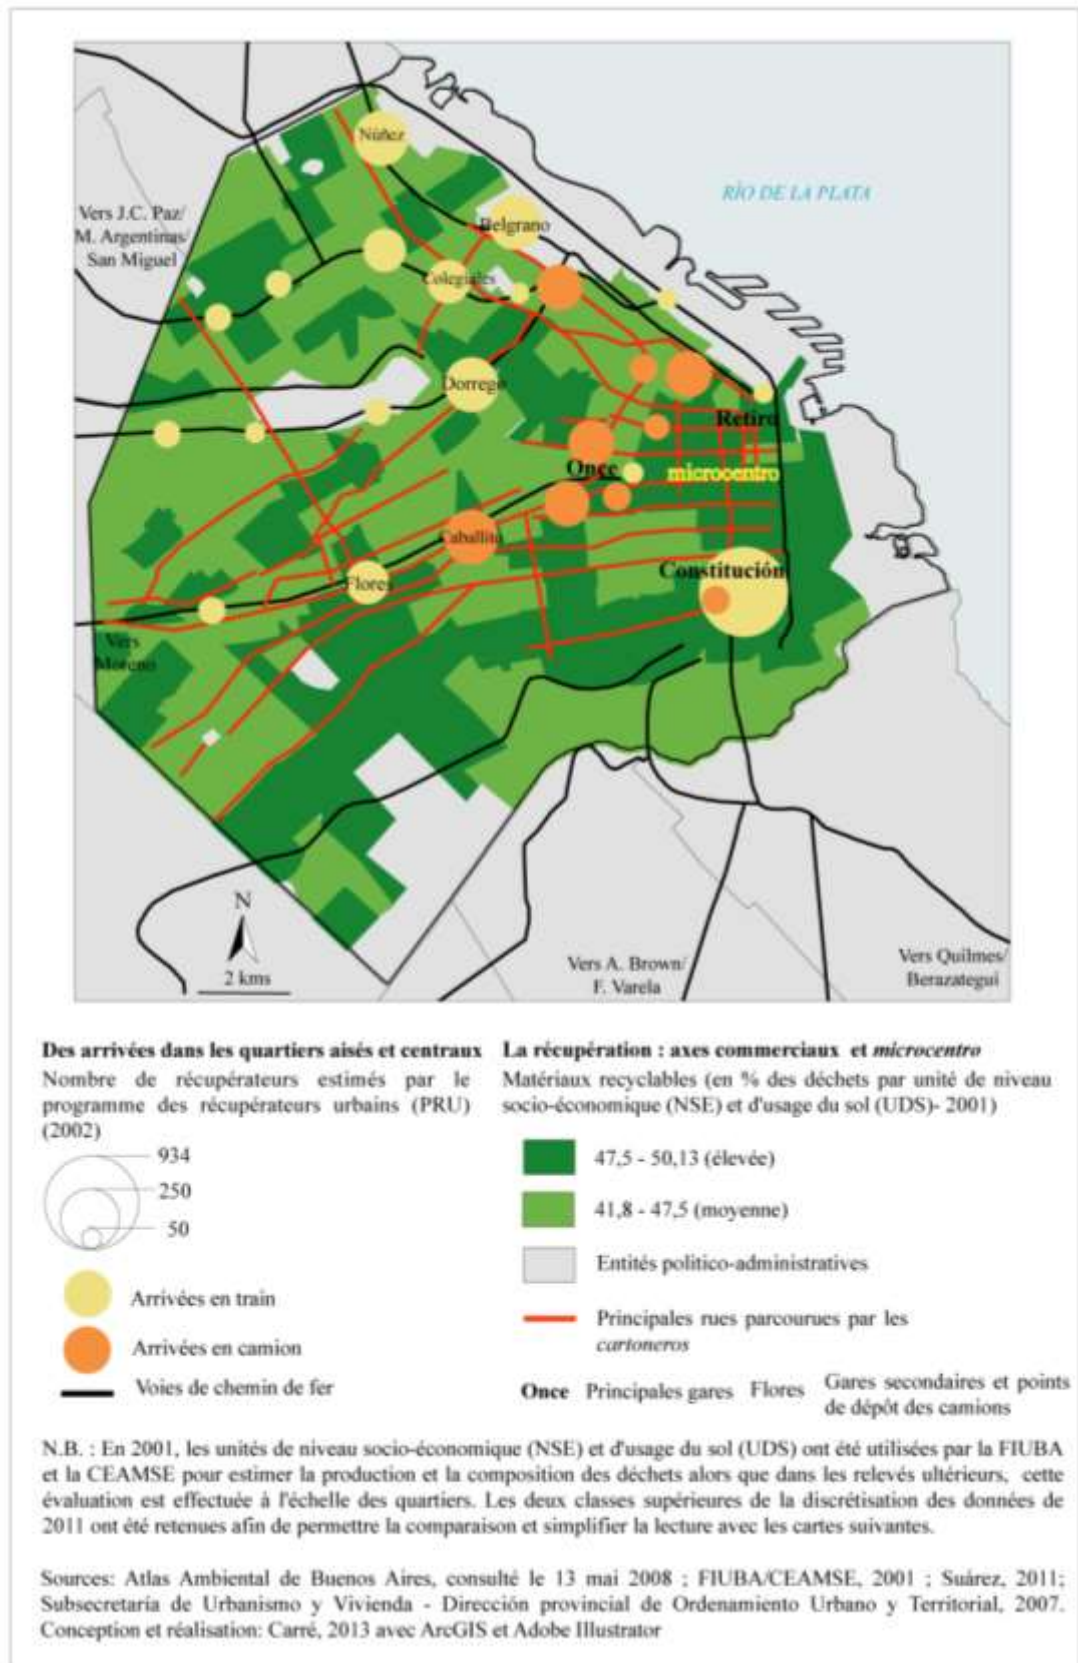 Núñez
RÍO DE LA PLATA
Vers J.C. Paz/
M. Argentinas/
San Miguel
Belgrano
Colegiales
Dorrego
Retiro
Once
microcentro
Caballito
Constitución
Flores
Vers
Moreno
N
2 kms
Vers A. Brown/
F. Varela
Vers Quilmes/
Berazategui
Des arrivées dans les quartiers aisés et centraux
Nombre de récupérateurs estimés par le
programme des récupérateurs urbains (PRU)
(2002)
934
250
50
Arrivées en train
Arrivées en camion
Voies de chemin de fer
La récupération : axes commerciaux et microcentro
Matériaux recyclables (en % des déchets par unité de niveau
socio-économique (NSE) et d'usage du sol (UDS)- 2001)
47,5 - 50,13 (élevée)
41,8 - 47,5 (moyenne)
Entités politico-administratives
Principales rues parcourues par les
cartoneros
Once Principales gares Flores Gares secondaires et points
de dépôt des camions
N.B. : En 2001, les unités de niveau socio-économique (NSE) et d'usage du sol (UDS) ont été utilisées par la FIUBA
et la CEAMSE pour estimer la production et la composition des déchets alors que dans les relevés ultérieurs, cette
évaluation est effectuée à l'échelle des quartiers. Les deux classes supérieures de la discrétisation des données de
2011 ont été retenues afin de permettre la comparaison et simplifier la lecture avec les cartes suivantes.
Sources: Atlas Ambiental de Buenos Aires, consulté le 13 mai 2008 ; FIUBA/CEAMSE, 2001 ; Suárez, 2011;
Subsecretaría de Urbanismo y Vivienda - Dirección provincial de Ordenamiento Urbano y Territorial, 2007.
Conception et réalisation: Carré, 2013 avec ArcGIS et Adobe Illustrator